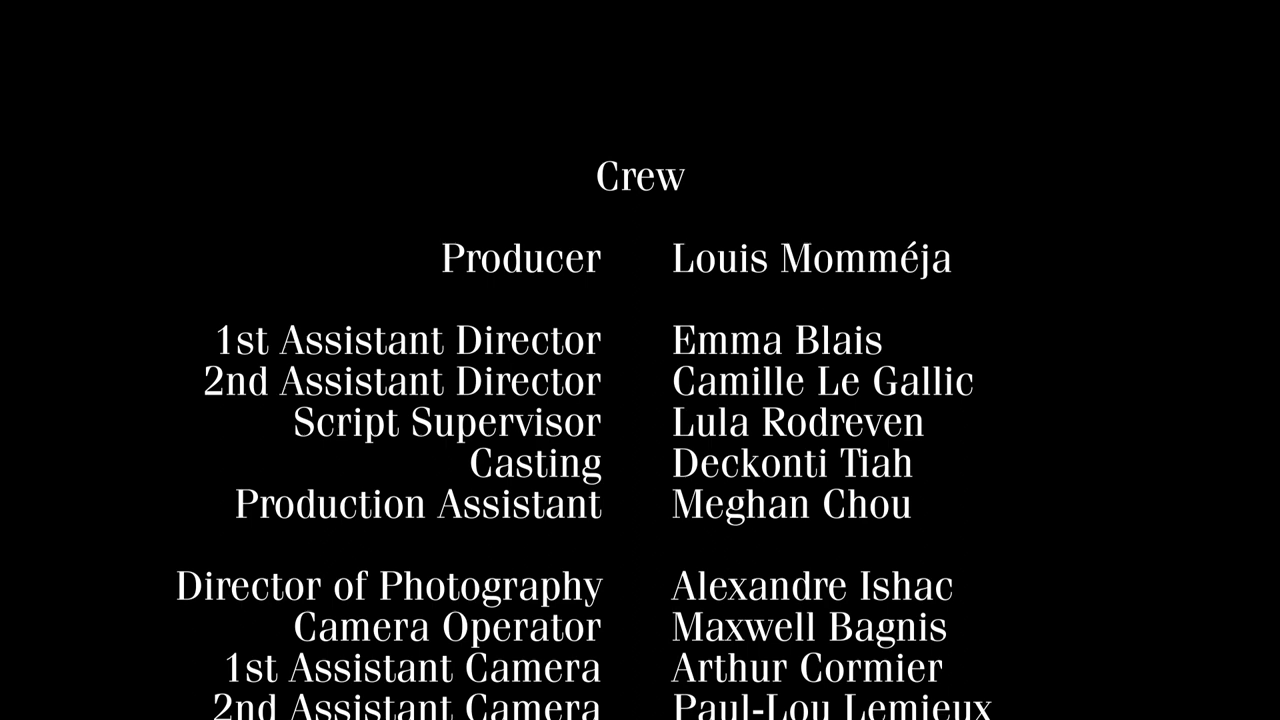 Crew
Producer Louis Momméja
1st Assistant Director Emma Blais
2nd Assistant Director Camille Le Gallic
Script Supervisor Lula Rodreven
Casting Deckonti Tiah
Production Assistant Meghan Chou
Director of Photography Alexandre Ishac
Camera Operator Maxwell Bagnis
1st Assistant Camera Arthur Cormier
2nd Assistant Camera Paul-Lou Lemieux